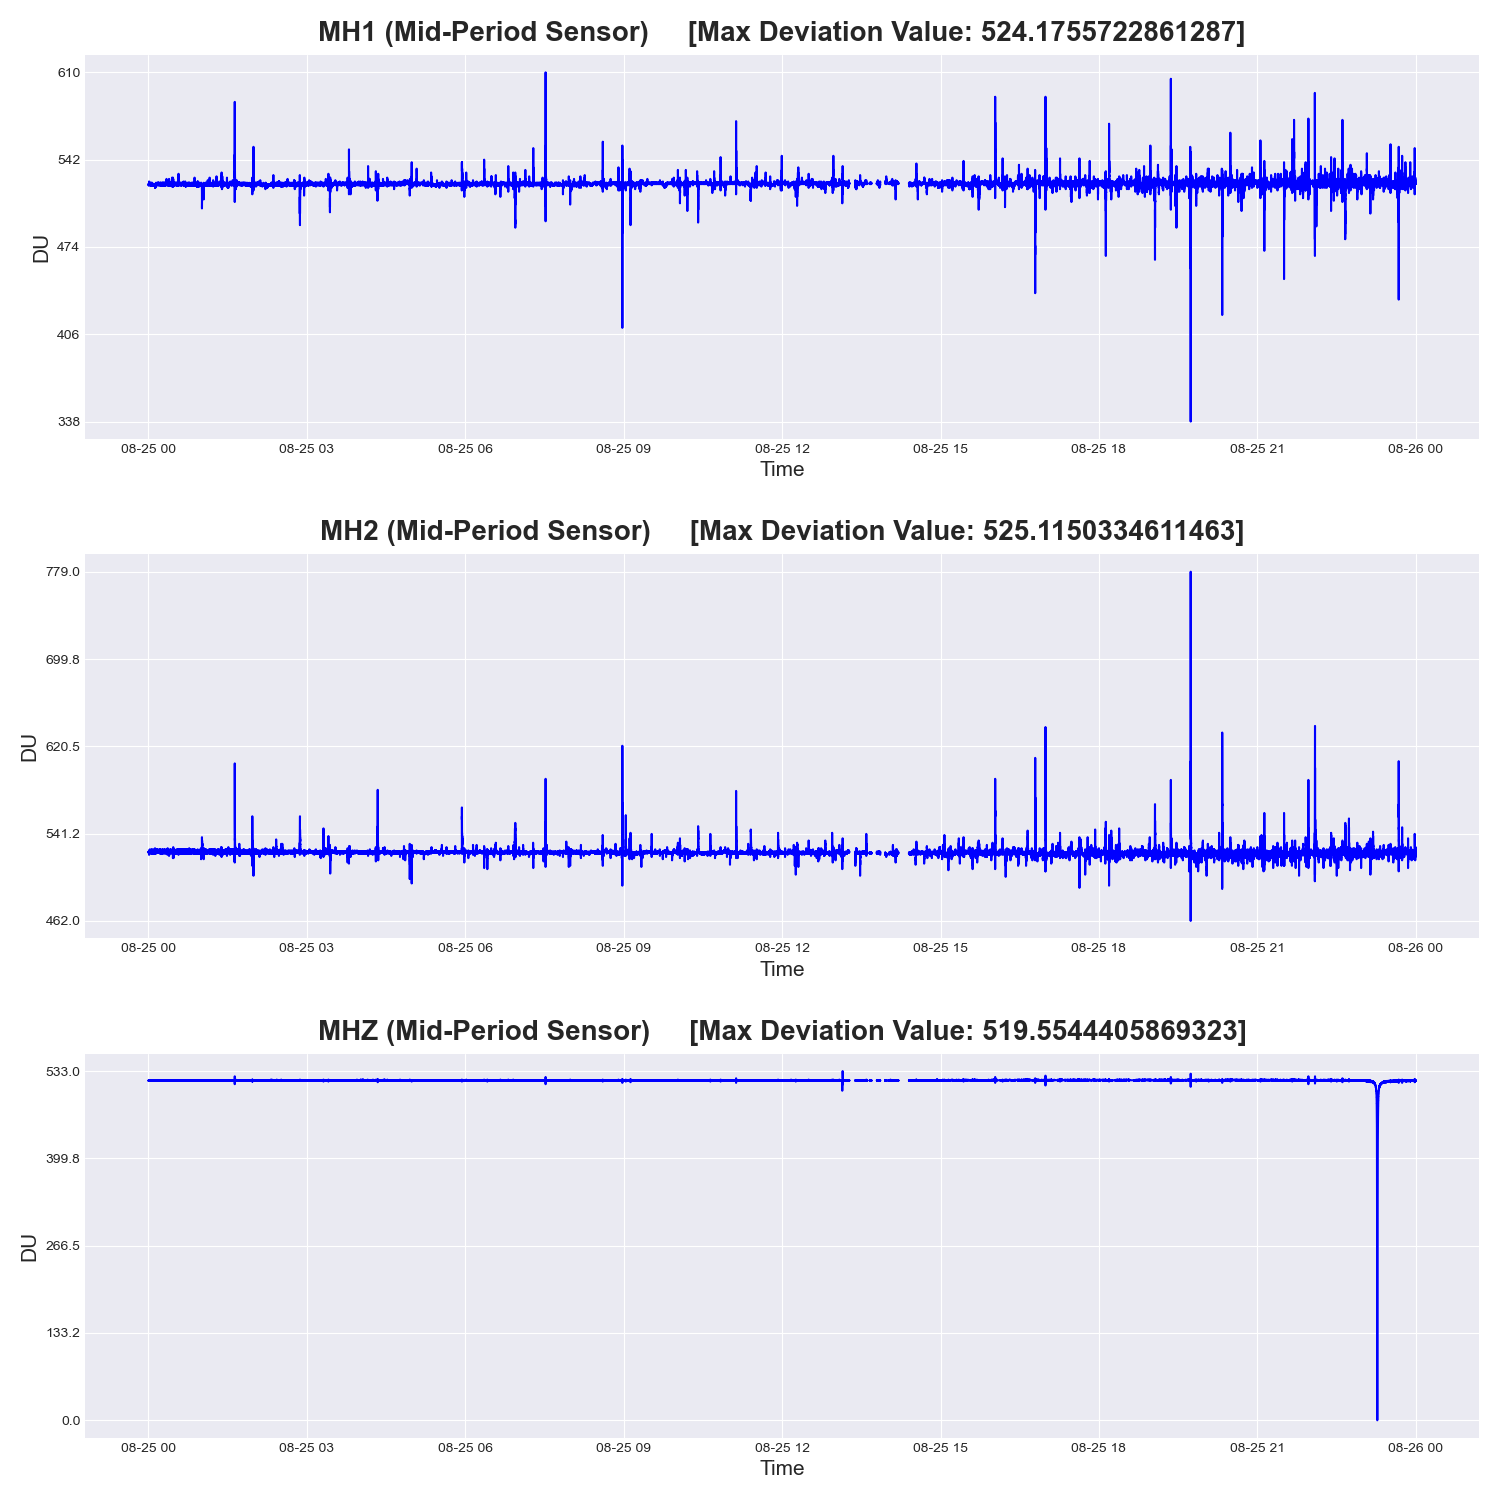 MH1 (Mid-Period Sensor) [Max Deviation Value: 524.1755722861287]
610
542
474
406
338
DU
08-25 00 08-25 03 08-25 06 08-25 09 08-25 12 08-25 15 08-25 18 08-25 21 08-26 00
Time
MH2 (Mid-Period Sensor) [Max Deviation Value: 525.1150334611463]
779.0
699.8
620.5
541.2
462.0
DU
08-25 00 08-25 03 08-25 06 08-25 09 08-25 12 08-25 15 08-25 18 08-25 21 08-26 00
Time
MHZ (Mid-Period Sensor) [Max Deviation Value: 519.5544405869323]
533.0
399.8
266.5
133.2
0.0
DU
08-25 00 08-25 03 08-25 06 08-25 09 08-25 12 08-25 15 08-25 18 08-25 21 08-26 00
Time